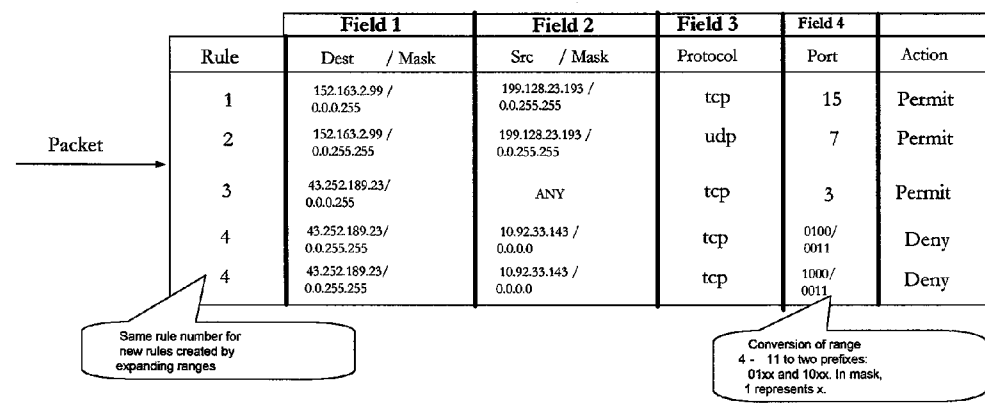 Field 1 Field 2 Field 3 Field 4
Rule Dest / Mask Src / Mask Protocol Port Action
1 152.163.2.99 / 0.0.0.255 199.128.23.193 / 0.0.255.255 tcp 15 Permit
Packet
2 152.163.2.99 / 0.0.255.255 199.128.23.193 / 0.0.255.255 udp 7 Permit
3 43.252.189.23/ 0.0.0.255 ANY tcp 3 Permit
4 43.252.189.23/ 0.0.255.255 10.92.33.143 / 0.0.0.0 tcp 0100/ 0011 Deny
4 43.252.189.23/ 0.0.255.255 10.92.33.143 / 0.0.0.0 tcp 1000/ 0011 Deny
Same rule number for
new rules created by
expanding ranges
Conversion of range
4 - 11 to two prefixes:
01xx and 10xx. In mask,
1 represents x.